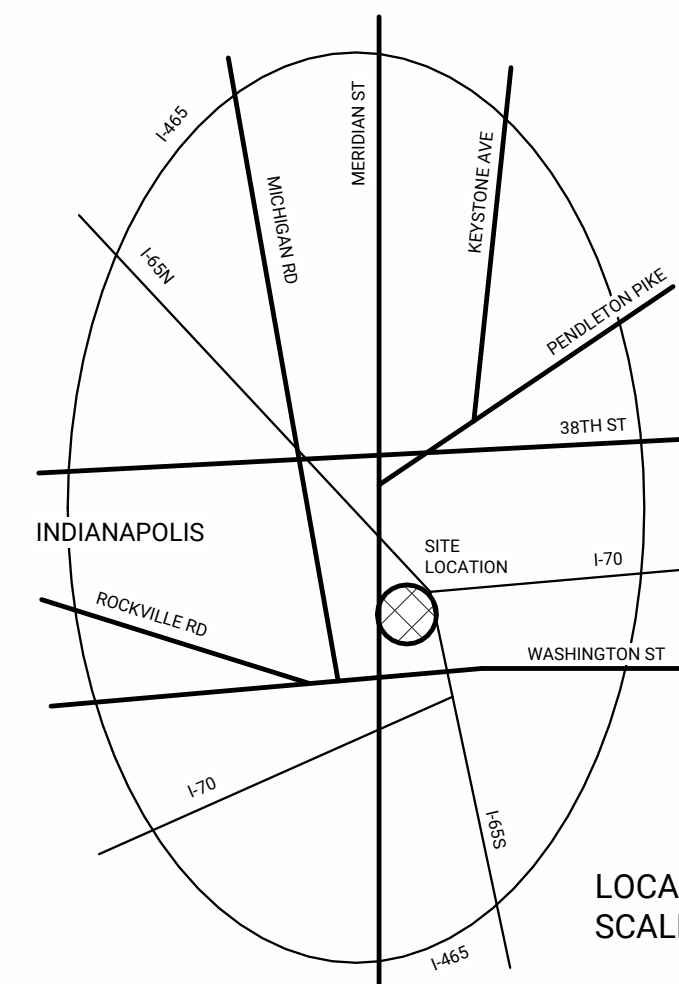 I-465
MERIDIAN ST
KEYSTONE AVE
MICHIGAN RD
I-65N
PENDLETON PIKE
38TH ST
INDIANAPOLIS
SITE
LOCATION
I-70
ROCKVILLE RD
WASHINGTON ST
I-70
I-65S
LOCA
SCAL
I-465